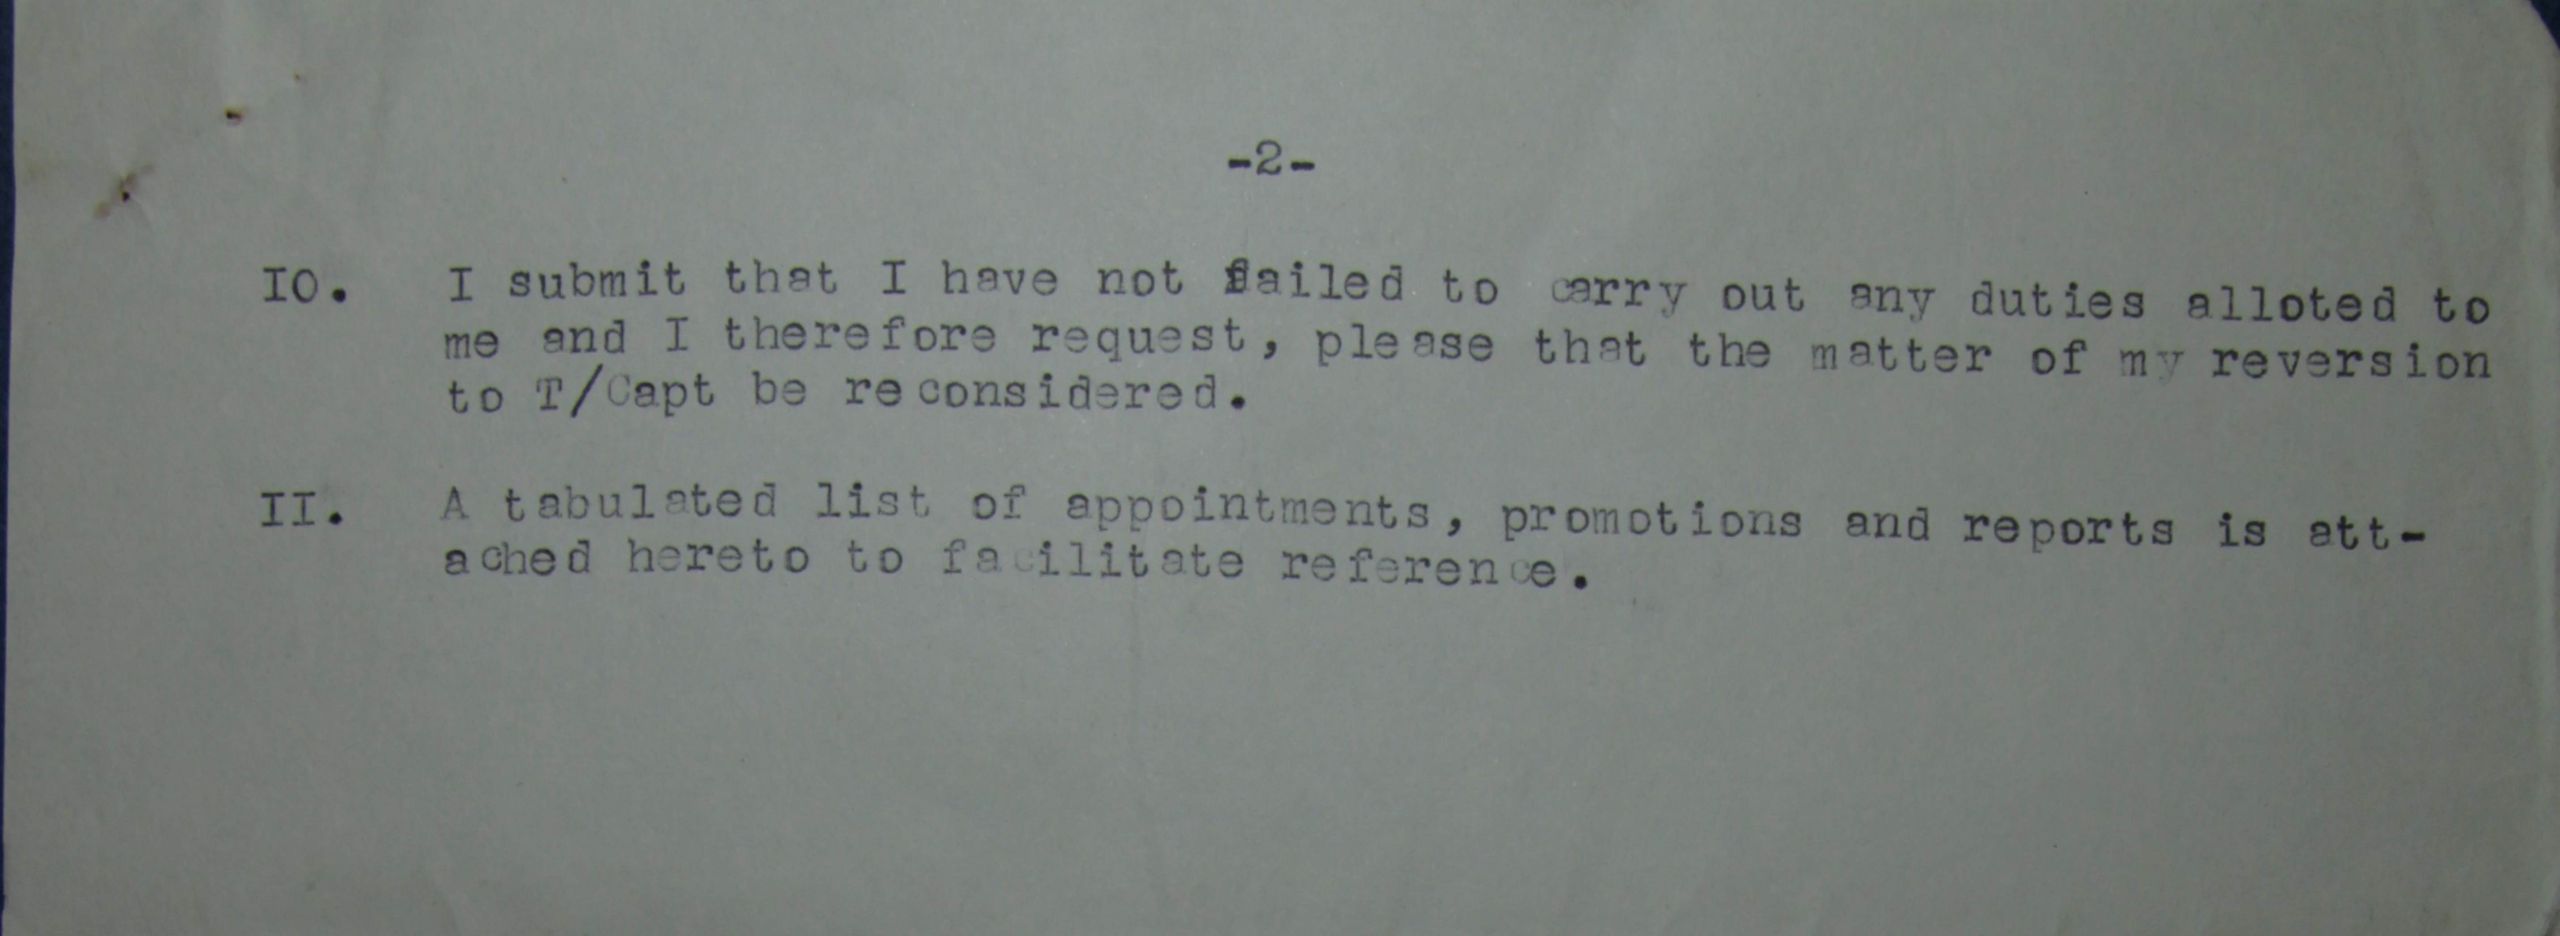 -2-
IO. I submit that I have not failed to carry out any duties alloted to
me and I therefore request, please that the matter of my reversion
to T/Capt be reconsidered.
II. A tabulated list of appointments, promotions and reports is att-
ached hereto to facilitate reference.